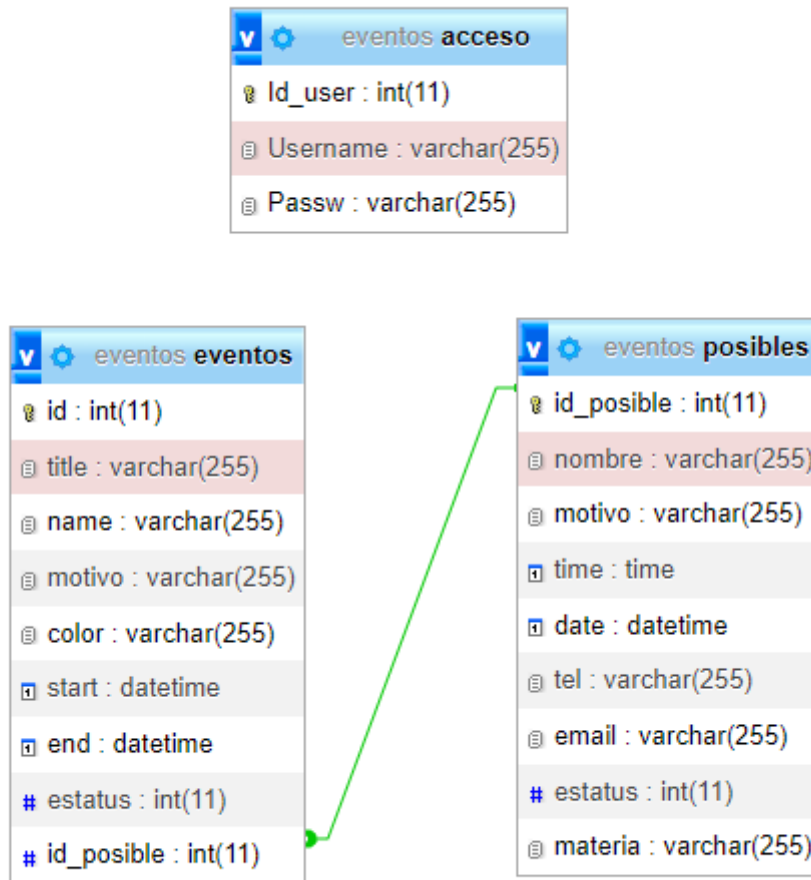 v eventos acceso
Id_user : int(11)
Username : varchar(255)
Passw : varchar(255)
v eventos eventos
id : int(11)
title : varchar(255)
name : varchar(255)
motivo : varchar(255)
color : varchar(255)
start : datetime
end : datetime
# estatus : int(11)
# id_posible : int(11)
v eventos posibles
id_posible : int(11)
nombre : varchar(255)
motivo : varchar(255)
time : time
date : datetime
tel : varchar(255)
email : varchar(255)
# estatus : int(11)
materia : varchar(255)